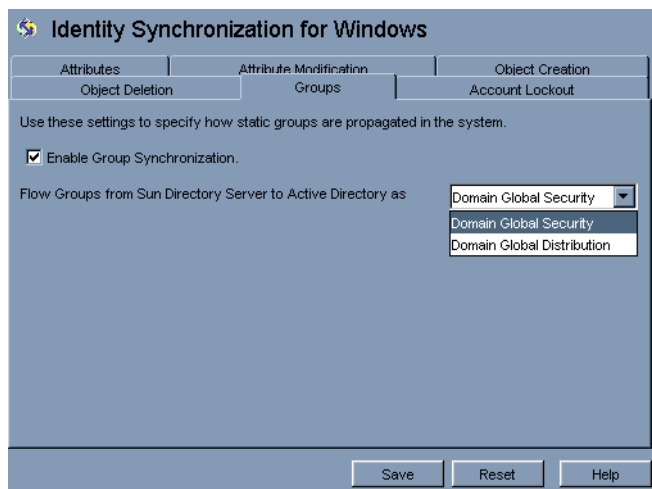 Identity Synchronization for Windows
Attributes
Attribute Modification
Object Creation
Object Deletion
Groups
Account Lockout
Use these settings to specify how static groups are propagated in the system.
Enable Group Synchronization.
Flow Groups from Sun Directory Server to Active Directory as
Domain Global Security
Domain Global Security
Domain Global Distribution
Save
Reset
Help